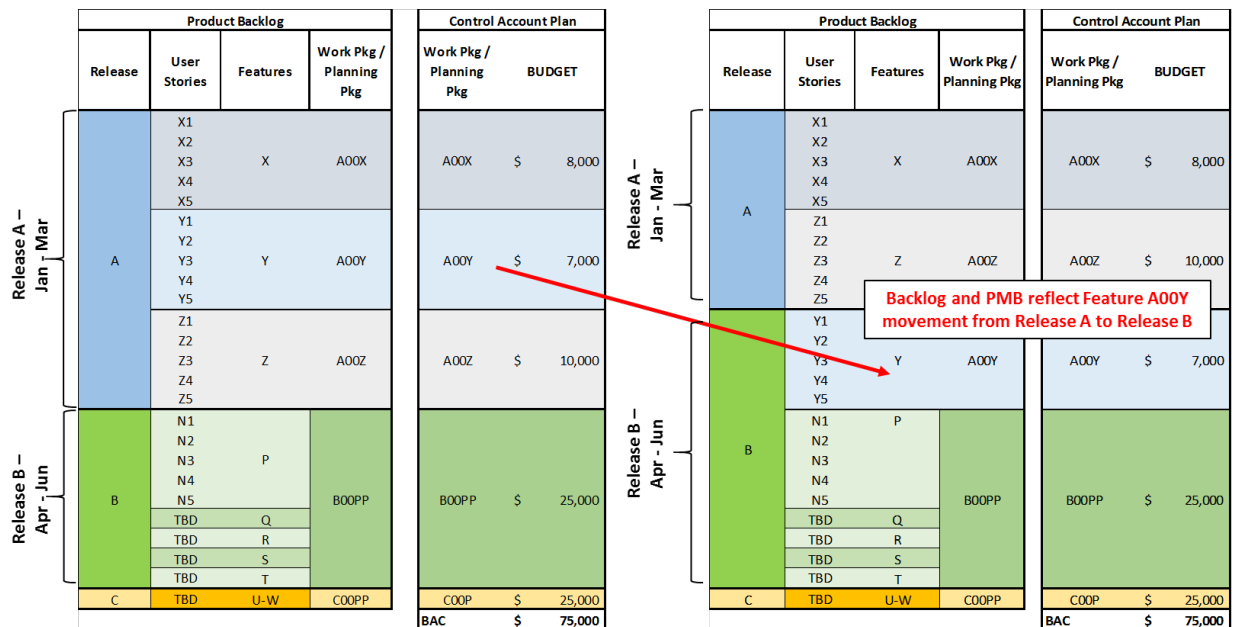 Product Backlog
Control Account Plan
Release
User
Stories
Features
Work Pkg /
Planning
Pkg
Work Pkg /
Planning
Pkg
BUDGET
Release A –
Jan - Mar
A
X1
X2
X3
X4
X5
X
A00X
A00X
$ 8,000
Y1
Y2
Y3
Y4
Y5
Y
A00Y
A00Y
$ 7,000
Z1
Z2
Z3
Z4
Z5
Z
A00Z
A00Z
$ 10,000
Release B –
Apr - Jun
B
N1
N2
N3
N4
N5
P
TBD Q
TBD R
TBD S
TBD T
B00PP
B00PP
$ 25,000
C TBD U-W C00PP C00P $ 25,000
BAC $ 75,000
Product Backlog
Control Account Plan
Release
User
Stories
Features
Work Pkg /
Planning Pkg
Work Pkg /
Planning Pkg
BUDGET
Release A –
Jan - Mar
A
X1
X2
X3
X4
X5
X
A00X
A00X
$ 8,000
Z1
Z2
Z3
Z4
Z5
Z
A00Z
A00Z
$ 10,000
Backlog and PMB reflect Feature A00Y
movement from Release A to Release B
Release B –
Apr - Jun
B
Y1
Y2
Y3
Y4
Y5
Y
A00Y
A00Y
$ 7,000
N1
N2
N3
N4
N5
P
TBD Q
TBD R
TBD S
TBD T
B00PP
B00PP
$ 25,000
C TBD U-W C00PP C00P $ 25,000
BAC $ 75,000